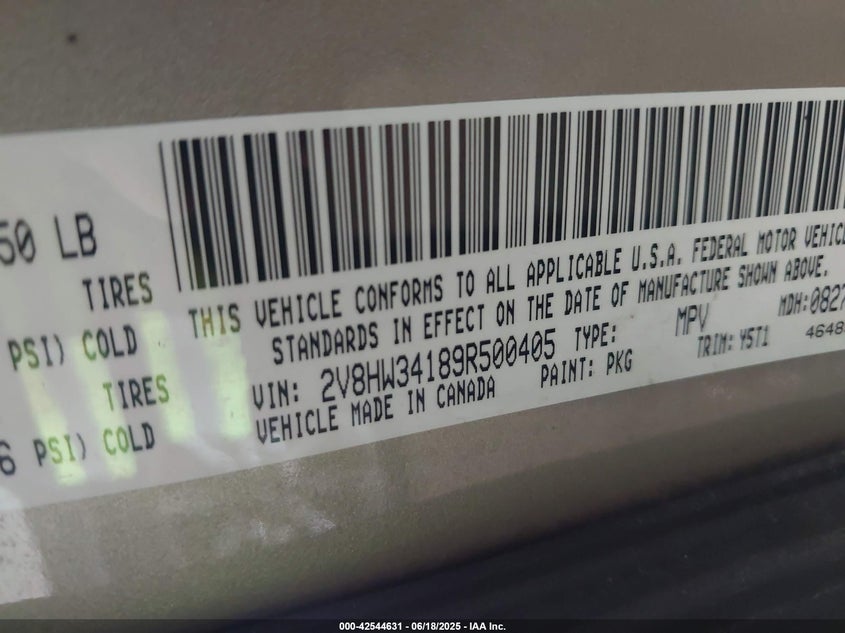 50 LB
TIRES
PSI) COLD
TIRES
6 PSI) COLD
THIS VEHICLE CONFORMS TO ALL APPLICABLE U.S.A. FEDERAL MOTOR VEHICLE
STANDARDS IN EFFECT ON THE DATE OF MANUFACTURE SHOWN ABOVE.
VIN: 2V8HW34189R500405 TYPE: MPV MDH:0827
VEHICLE MADE IN CANADA PAINT: PKG TRIM: Y5T1 4648
000-42544631 - 06/18/2025 - IAA Inc.